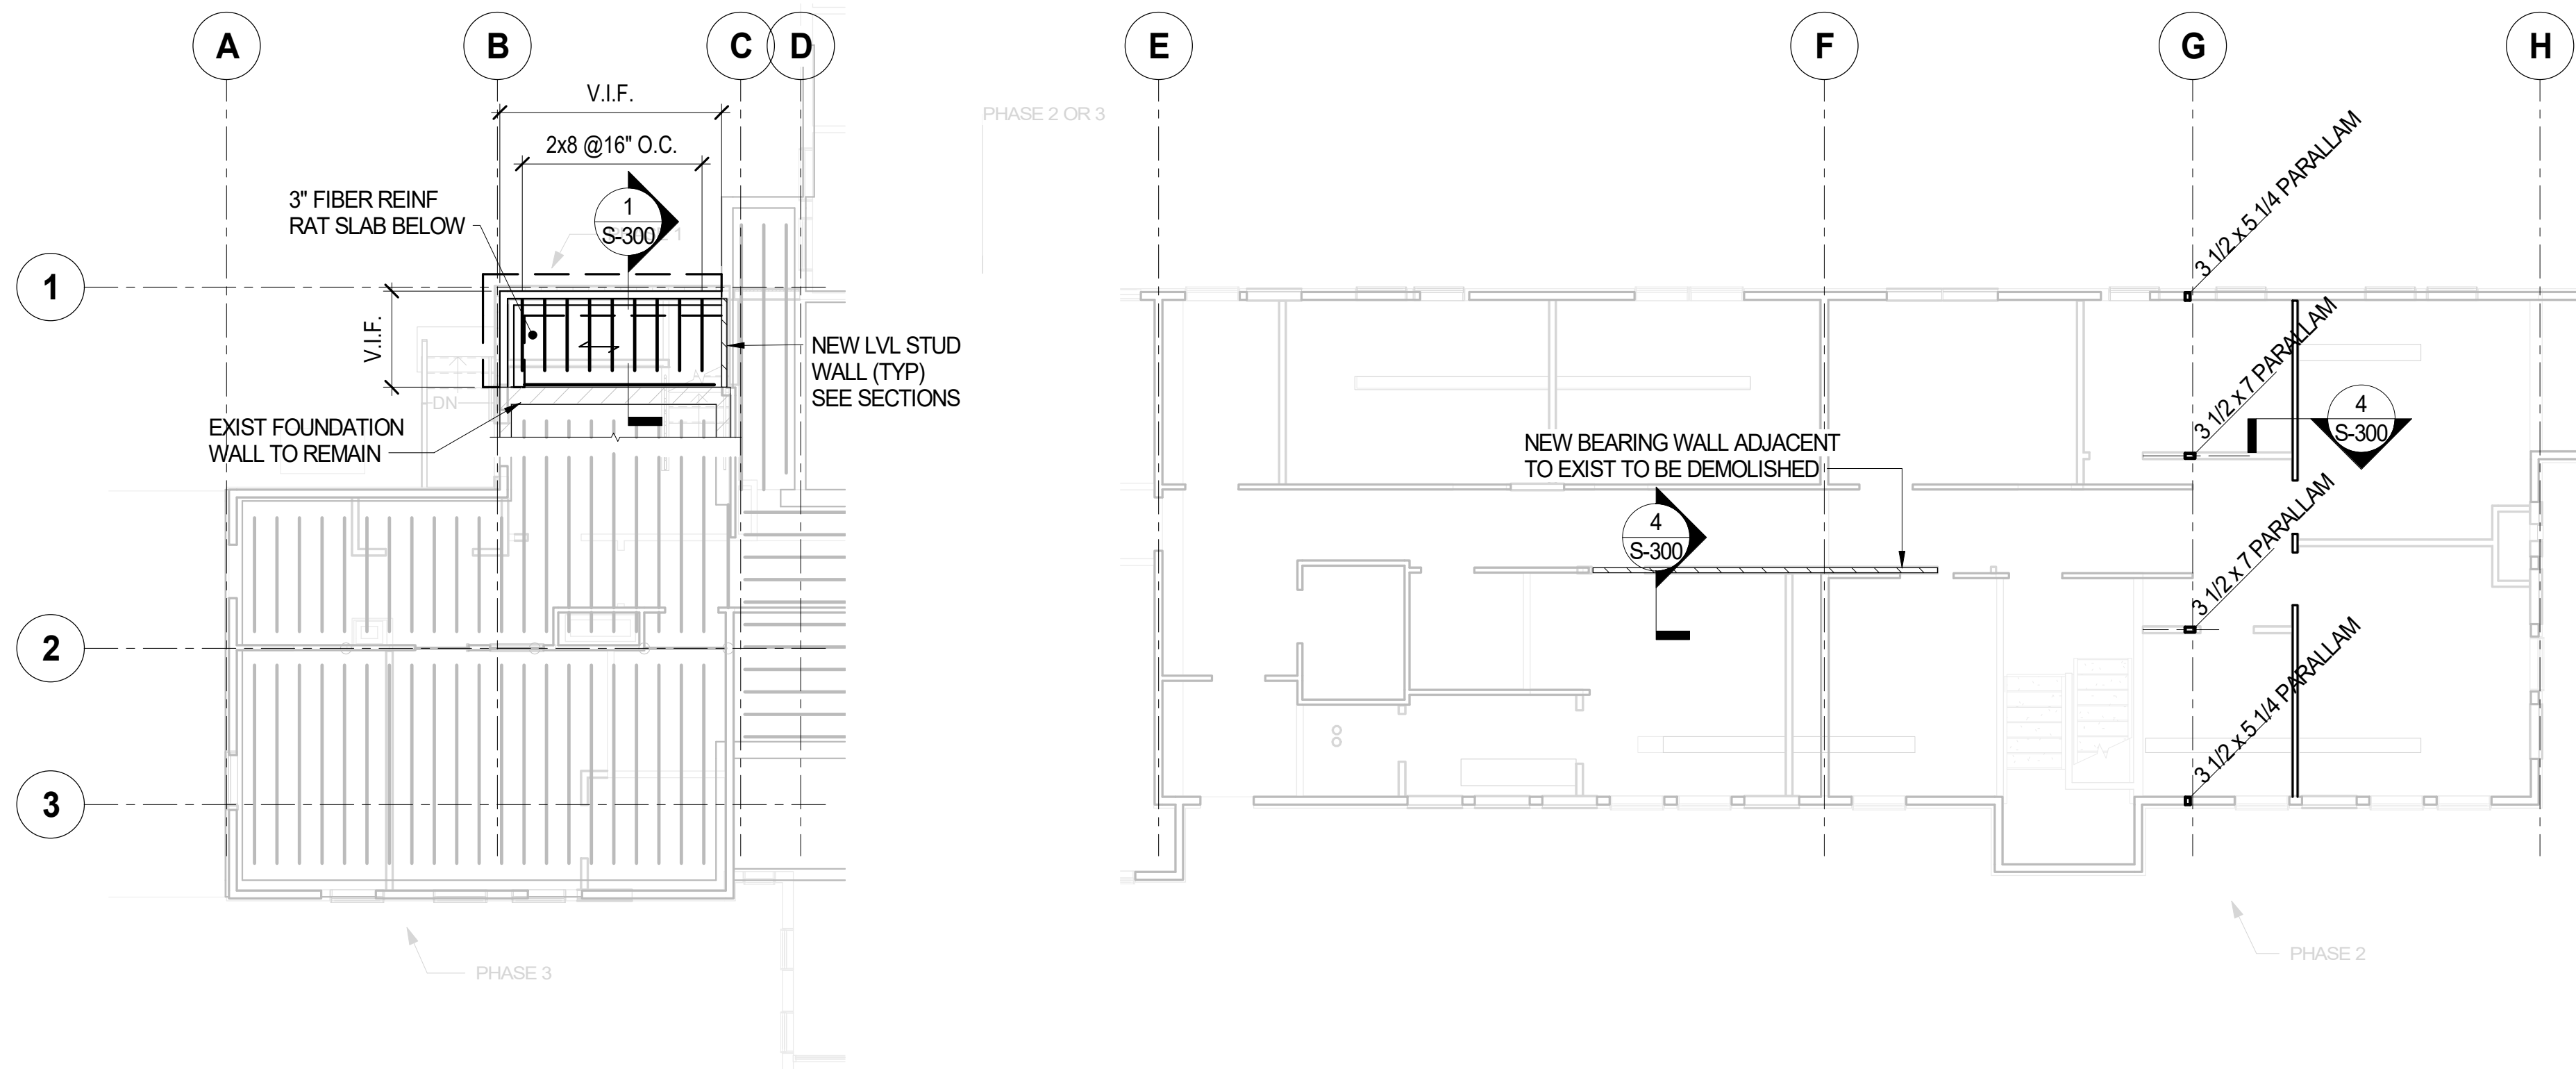 A
B
C
D
E
F
G
H
V.I.F.
PHASE 2 OR 3
2x8 @16" O.C.
3" FIBER REINF
RAT SLAB BELOW
1
S-300
3 1/2 x 5 1/4 PARALLAM
1
V.I.F.
NEW LVL STUD
WALL (TYP)
SEE SECTIONS
3 1/2 x 7 PARALLAM
DN
EXIST FOUNDATION
WALL TO REMAIN
4
S-300
NEW BEARING WALL ADJACENT
TO EXIST TO BE DEMOLISHED
4
S-300
3 1/2 x 7 PARALLAM
2
3 1/2 x 5 1/4 PARALLAM
3
PHASE 3
PHASE 2